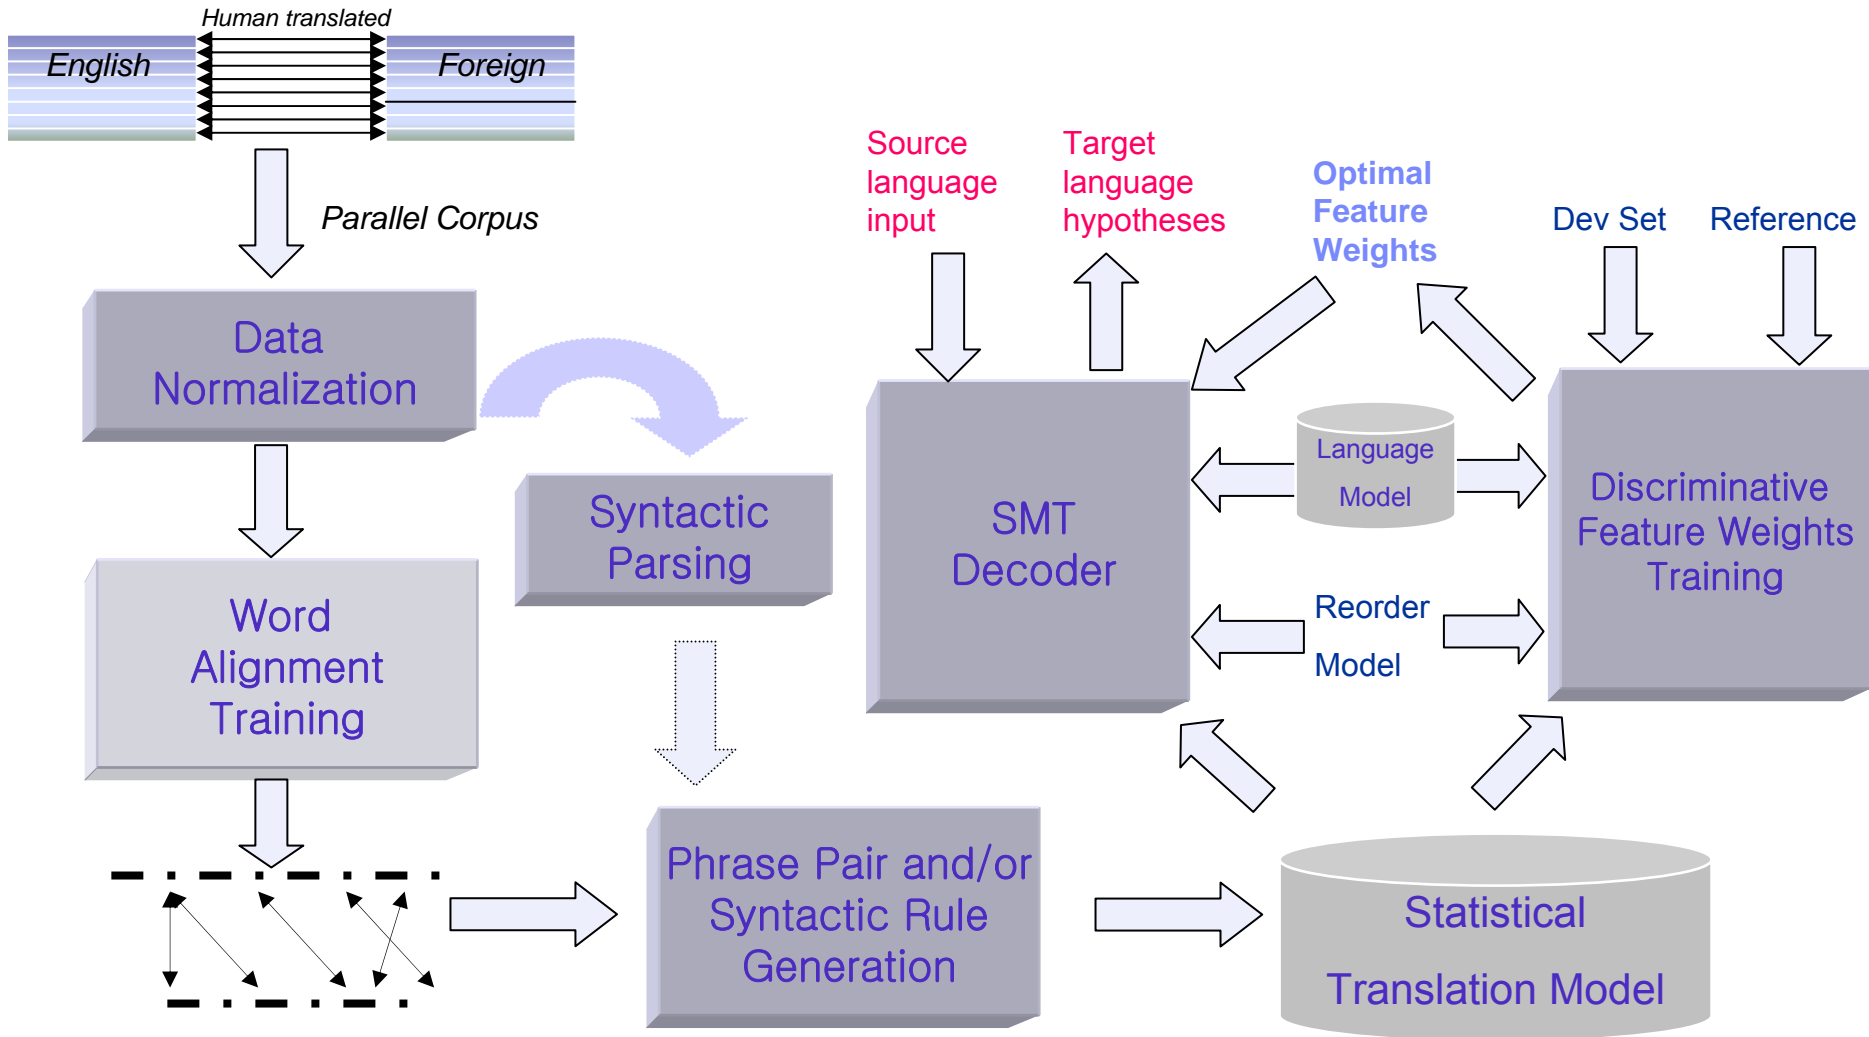 Human translated
English
Foreign
Parallel Corpus
Data
Normalization
Syntactic
Parsing
Word
Alignment
Training
Phrase Pair and/or
Syntactic Rule
Generation
Source
language
input
Target
language
hypotheses
Optimal
Feature
Weights
Dev Set
Reference
SMT
Decoder
Language
Model
Reorder
Model
Discriminative
Feature Weights
Training
Statistical
Translation Model